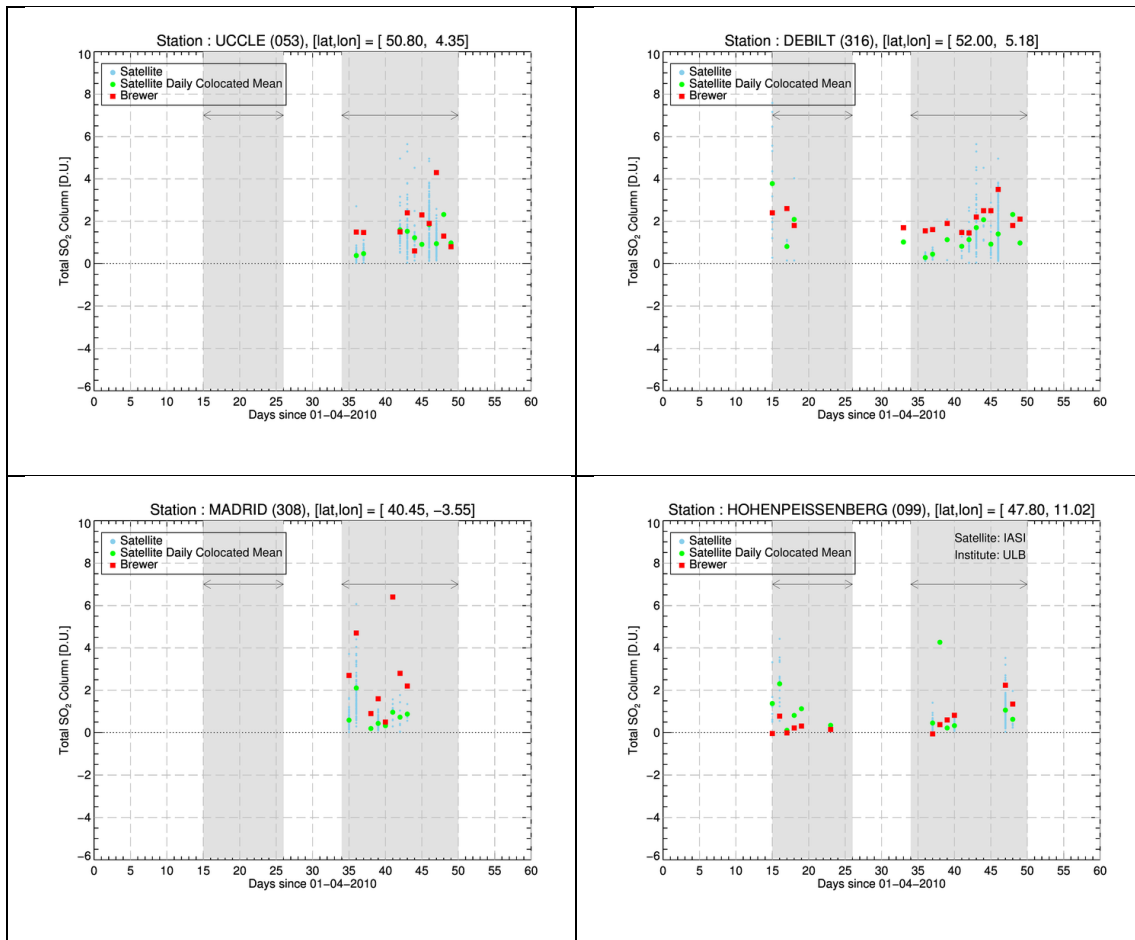 Station : UCCLE (053), [lat,lon] = [ 50.80, 4.35]
Satellite
Satellite Daily Colocated Mean
Brewer
Total SO₂ Column [D.U.]
10
8
6
4
2
0
−2
−4
−6
0 5 10 15 20 25 30 35 40 45 50 55 60
Days since 01−04−2010
Station : DEBILT (316), [lat,lon] = [ 52.00, 5.18]
Satellite
Satellite Daily Colocated Mean
Brewer
Total SO₂ Column [D.U.]
10
8
6
4
2
0
−2
−4
−6
0 5 10 15 20 25 30 35 40 45 50 55 60
Days since 01−04−2010
Station : MADRID (308), [lat,lon] = [ 40.45, −3.55]
Satellite
Satellite Daily Colocated Mean
Brewer
Total SO₂ Column [D.U.]
10
8
6
4
2
0
−2
−4
−6
0 5 10 15 20 25 30 35 40 45 50 55 60
Days since 01−04−2010
Station : HOHENPEISSENBERG (099), [lat,lon] = [ 47.80, 11.02]
Satellite
Satellite Daily Colocated Mean
Brewer
Satellite: IASI
Institute: ULB
Total SO₂ Column [D.U.]
10
8
6
4
2
0
−2
−4
−6
0 5 10 15 20 25 30 35 40 45 50 55 60
Days since 01−04−2010